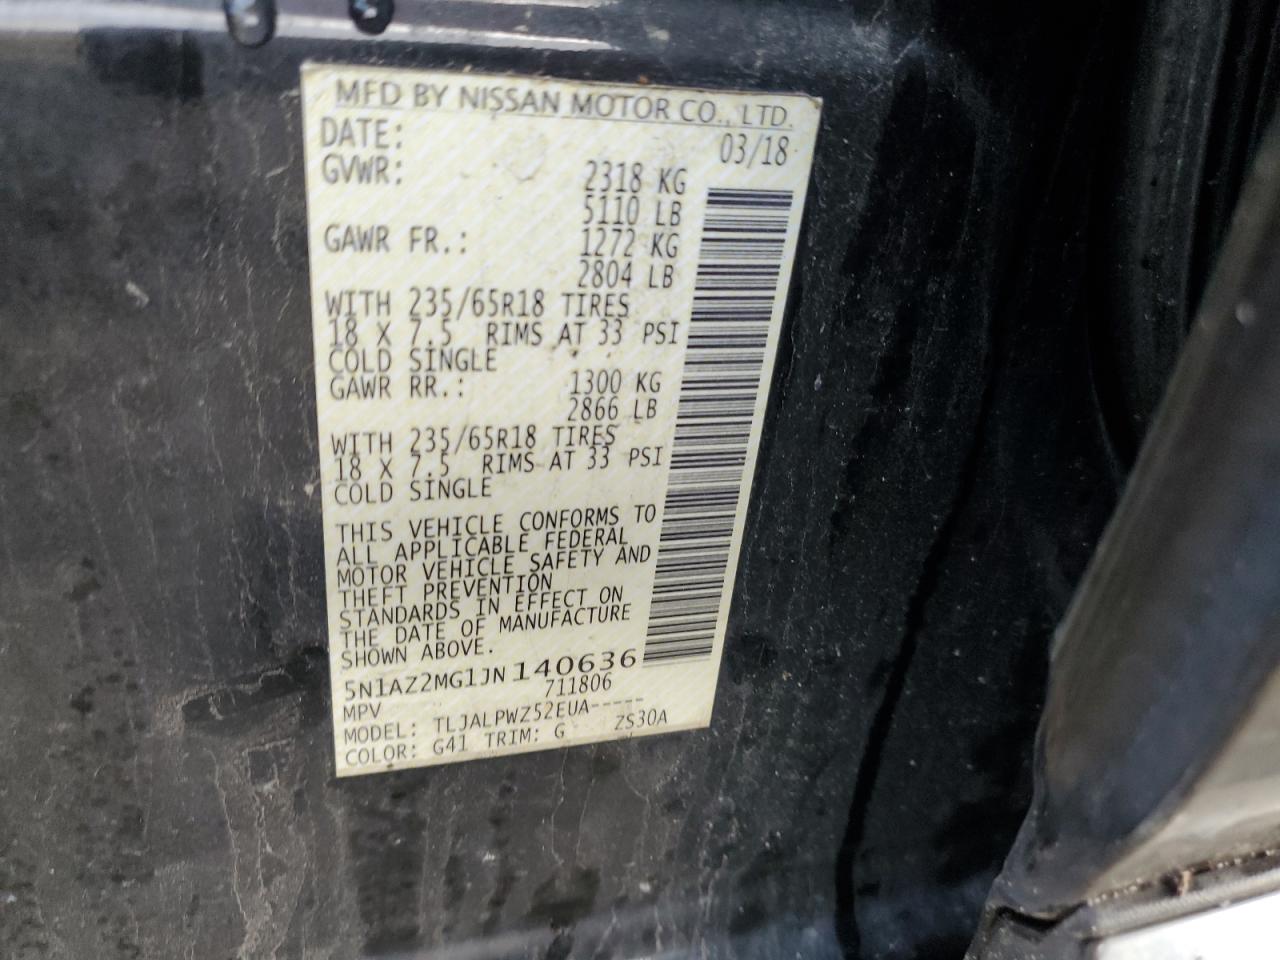 MFD BY NISSAN MOTOR CO., LTD.
DATE: 03/18
GVWR: 2318 KG
5110 LB
GAWR FR.: 1272 KG
2804 LB
WITH 235/65R18 TIRES
18 X 7.5 RIMS AT 33 PSI
COLD SINGLE
GAWR RR.: 1300 KG
2866 LB
WITH 235/65R18 TIRES
18 X 7.5 RIMS AT 33 PSI
COLD SINGLE
THIS VEHICLE CONFORMS TO
ALL APPLICABLE FEDERAL
MOTOR VEHICLE SAFETY AND
THEFT PREVENTION
STANDARDS IN EFFECT ON
THE DATE OF MANUFACTURE
SHOWN ABOVE.
5N1AZ2MG1JN140636
MPV 711806
MODEL: TLJALPWZ52EUA-----
COLOR: G41 TRIM: G ZS30A